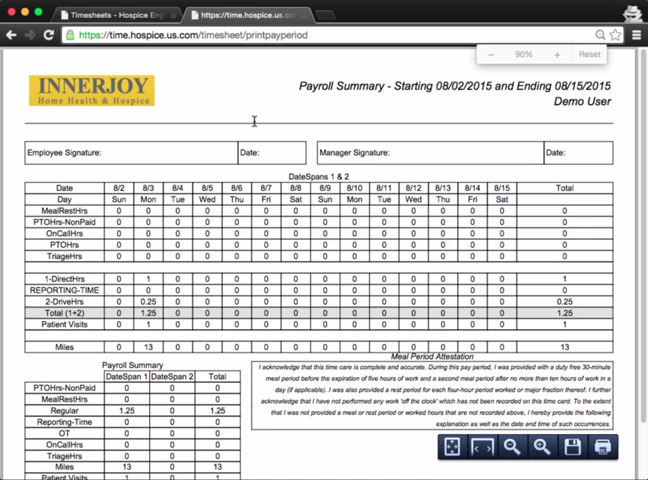 Timesheets - Hospice Eng
https://time.hospice.us.com
https://time.hospice.us.com/timesheet/printpayperiod
90%
Reset
INNERJOY
Home Health & Hospice
Payroll Summary - Starting 08/02/2015 and Ending 08/15/2015
Demo User
Employee Signature: Date: Manager Signature: Date:
DateSpans 1 & 2
Date 8/2 8/3 8/4 8/5 8/6 8/7 8/8 8/9 8/10 8/11 8/12 8/13 8/14 8/15 Total
Day Sun Mon Tue Wed Thu Fri Sat Sun Mon Tue Wed Thu Fri Sat
MealRestHrs 0 0 0 0 0 0 0 0 0 0 0 0 0 0 0
PTOHrs-NonPaid 0 0 0 0 0 0 0 0 0 0 0 0 0 0 0
OnCallHrs 0 0 0 0 0 0 0 0 0 0 0 0 0 0 0
PTOHrs 0 0 0 0 0 0 0 0 0 0 0 0 0 0 0
TriageHrs 0 0 0 0 0 0 0 0 0 0 0 0 0 0 0
1-DirectHrs 0 1 0 0 0 0 0 0 0 0 0 0 0 0 1
REPORTING-TIME 0 0 0 0 0 0 0 0 0 0 0 0 0 0 0
2-DriveHrs 0 0.25 0 0 0 0 0 0 0 0 0 0 0 0 0.25
Total (1+2) 0 1.25 0 0 0 0 0 0 0 0 0 0 0 0 1.25
Patient Visits 0 1 0 0 0 0 0 0 0 0 0 0 0 0 1
Miles 0 13 0 0 0 0 0 0 0 0 0 0 0 0 13
Payroll Summary
DateSpan 1 DateSpan 2 Total
PTOHrs-NonPaid 0 0 0
MealRestHrs 0 0 0
Regular 1.25 0 1.25
Reporting-Time 0 0 0
OT 0 0 0
OnCallHrs 0 0 0
TriageHrs 0 0 0
Miles 13 0 13
Patient Visits 1 0 1
Meal Period Attestation
I acknowledge that this time care is complete and accurate. During this pay period, I was provided with a duty free 30-minute
meal period before the expiration of five hours of work and a second meal period after no more than ten hours of work in a
day (if applicable). I was also provided a rest period for each four-hour period worked or major fraction thereof. I further
acknowledge that I have not performed any work 'off the clock' which has not been recorded on this time card. To the extent
that I was not provided a meal or rest period or worked hours that are not recorded above, I hereby provide the following
explanation as well as the date and time of such occurrences.